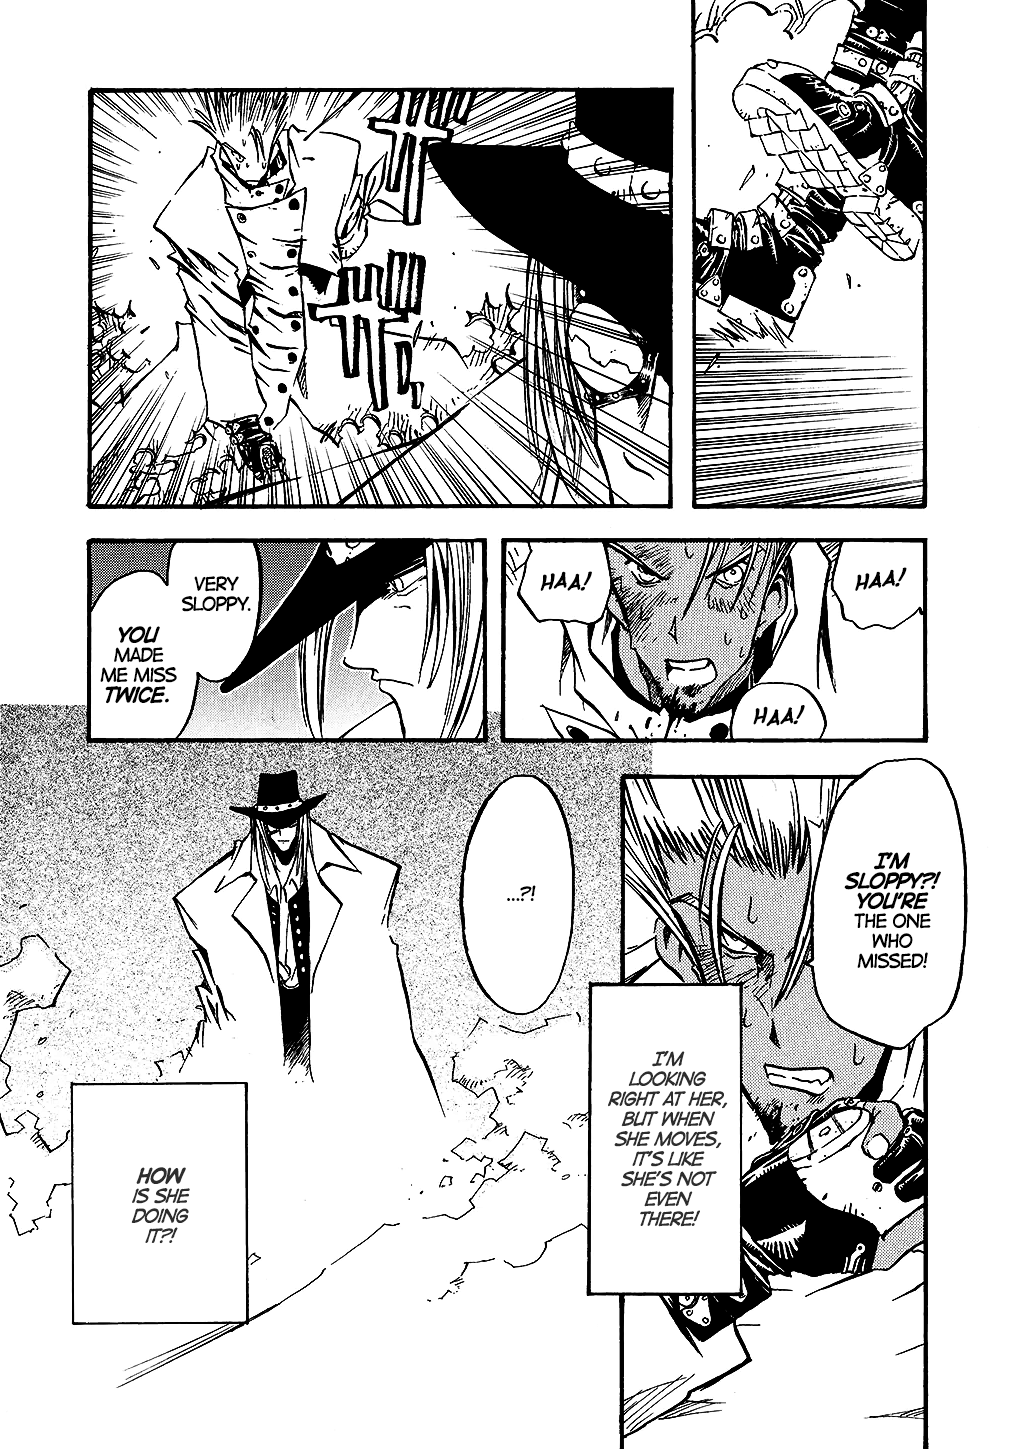 HAA!
HAA!
HAA!
VERY
SLOPPY.
YOU
MADE
ME MISS
TWICE.
I'M
SLOPPY?!
YOU'RE
THE ONE
WHO
MISSED!
I'M
LOOKING
RIGHT AT HER,
BUT WHEN
SHE MOVES,
IT'S LIKE
SHE'S NOT
EVEN
THERE!
...?!
HOW
IS SHE
DOING
IT?!